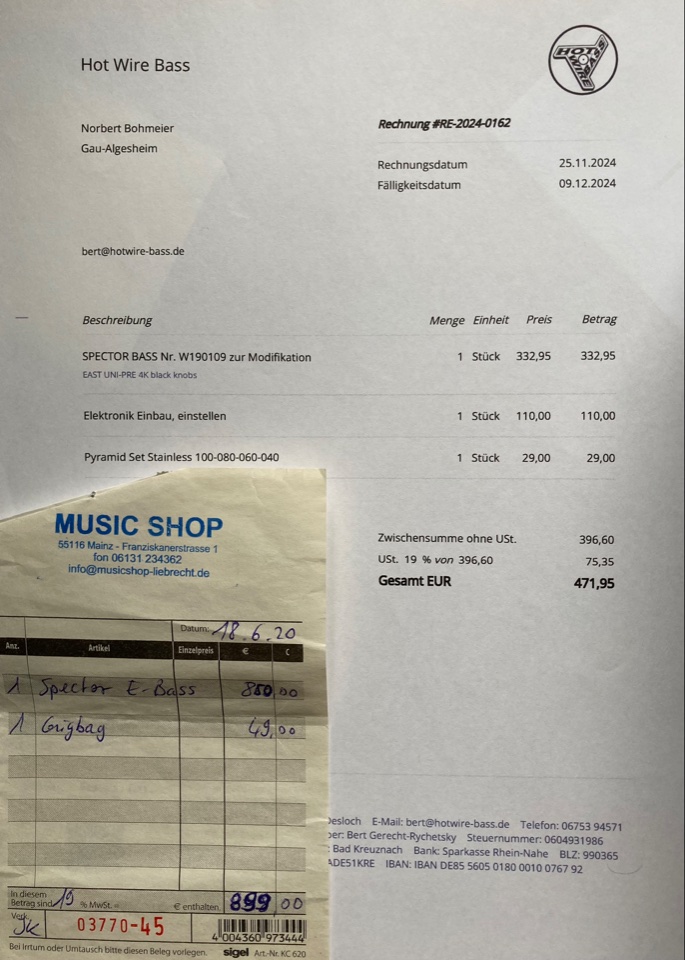 Hot Wire Bass
HOT WIRE BASS
Norbert Bohmeier
Gau-Algesheim
Rechnung #RE-2024-0162
Rechnungsdatum 25.11.2024
Fälligkeitsdatum 09.12.2024
bert@hotwire-bass.de
Beschreibung Menge Einheit Preis Betrag
SPECTOR BASS Nr. W190109 zur Modifikation 1 Stück 332,95 332,95
EAST UNI-PRE 4K black knobs
Elektronik Einbau, einstellen 1 Stück 110,00 110,00
Pyramid Set Stainless 100-080-060-040 1 Stück 29,00 29,00
Zwischensumme ohne USt. 396,60
USt. 19 % von 396,60 75,35
Gesamt EUR 471,95
Desloch E-Mail: bert@hotwire-bass.de Telefon: 06753 94571
ber: Bert Gerecht-Rychetsky Steuernummer: 0604931986
: Bad Kreuznach Bank: Sparkasse Rhein-Nahe BLZ: 990365
ADE51KRE IBAN: IBAN DE85 5605 0180 0010 0767 92
MUSIC SHOP
55116 Mainz - Franziskanerstrasse 1
fon 06131 234362
info@musicshop-liebrecht.de
Datum: 18.6.20
Anz. Artikel Einzelpreis € C
1 Spector E-Bass 850,00
1 Grigbag 49,00
In diesem
Betrag sind 19 % MwSt. = € enthalten 899,00
Verk.
03770-45
4 004360 973444
Bei Irrtum oder Umtausch bitte diesen Beleg vorlegen. sigel Art.-Nr. KC 620